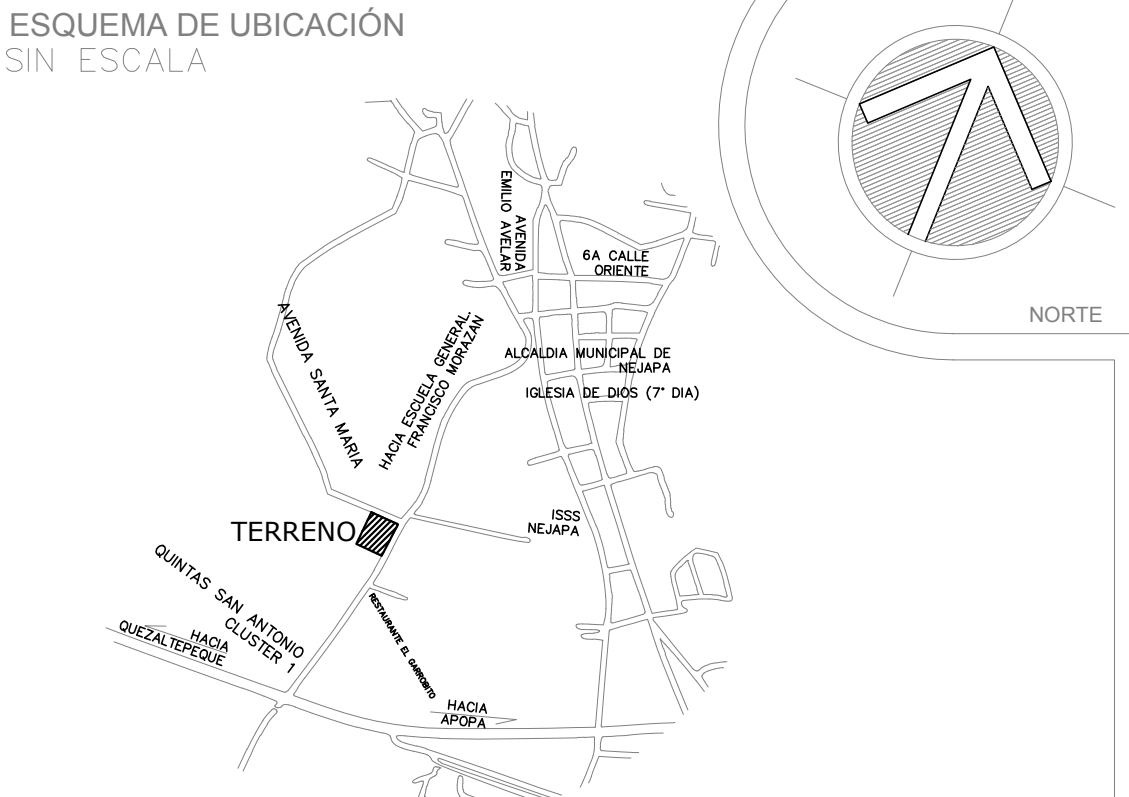 ESQUEMA DE UBICACIÓN
SIN ESCALA
NORTE
AVENIDA
EMILIO AVELAR
6A CALLE
ORIENTE
AVENIDA SANTA MARIA
HACIA ESCUELA GENERAL.
FRANCISCO MORAZAN
ALCALDIA MUNICIPAL DE
NEJAPA
IGLESIA DE DIOS (7° DIA)
ISSS
NEJAPA
TERRENO
QUINTAS SAN ANTONIO
CLUSTER 1
HACIA
QUEZALTEPEQUE
RESTAURANTE EL GARROBITO
HACIA
APOPA